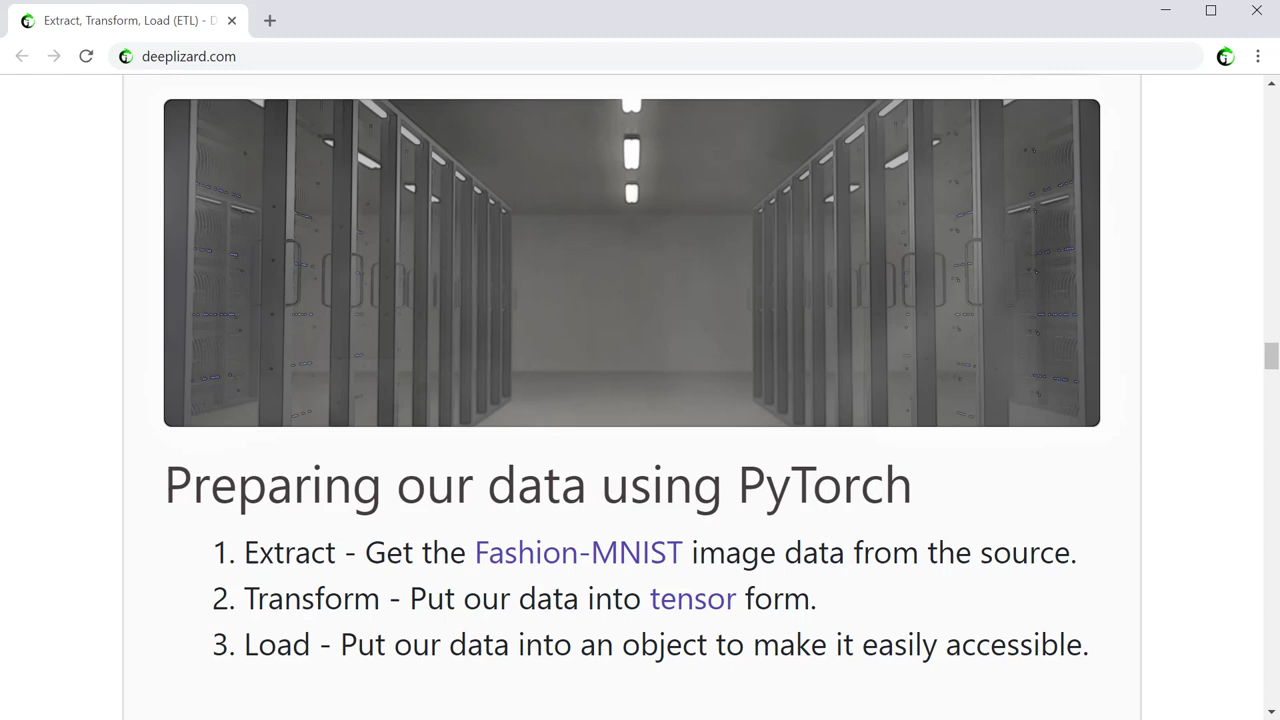 Extract, Transform, Load (ETL) - D
deeplizard.com
Preparing our data using PyTorch
1. Extract - Get the Fashion-MNIST image data from the source.
2. Transform - Put our data into tensor form.
3. Load - Put our data into an object to make it easily accessible.